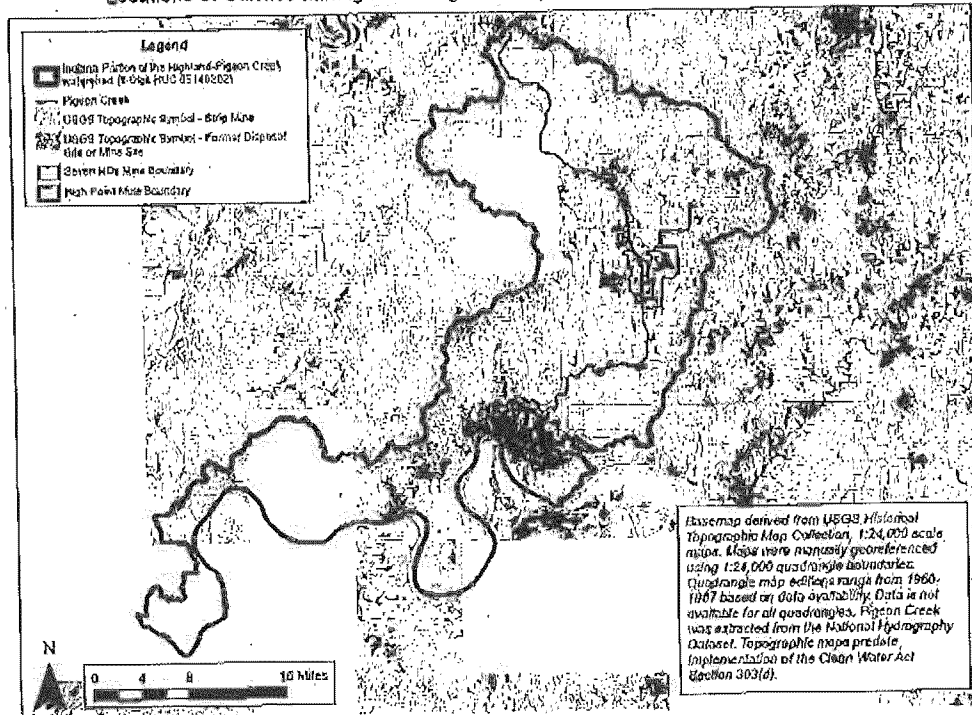 Legend
Indiana Portion of the Highland-Pigeon Creek
watershed (8-Digit HUC 05140202)
Pigeon Creek
USGS Topographic Symbol - Strip Mine
USGS Topographic Symbol - Former Disposal
Site or Mine Site
Seven Hills Mine Boundary
High Point Mine Boundary
Basemap derived from USGS Historical
Topographic Map Collection, 1:24,000 scale
maps. Maps were manually georeferenced
using 1:24,000 quadrangle boundaries.
Quadrangle map editions range from 1960-
1967 based on data availability. Data is not
available for all quadrangles. Pigeon Creek
was extracted from the National Hydrography
Dataset. Topographic maps predate
implementation of the Clean Water Act
Section 303(d).
N
0 4 8 16 Miles